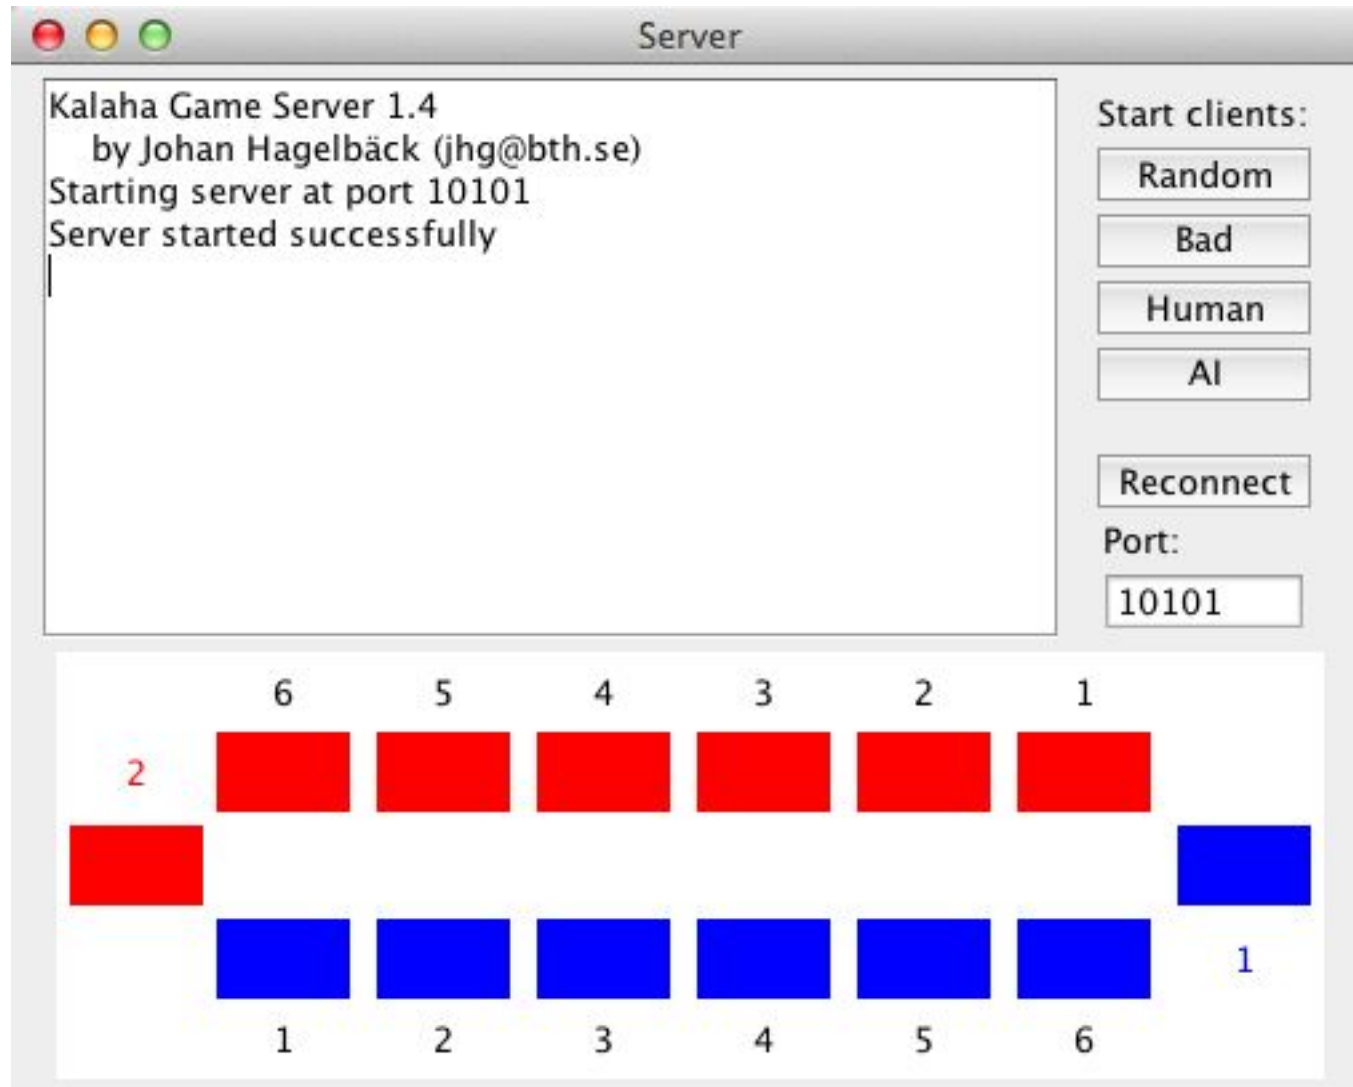 Server
Kalaha Game Server 1.4
by Johan Hagelbäck (jhg@bth.se)
Starting server at port 10101
Server started successfully
Start clients:
Random
Bad
Human
AI
Reconnect
Port:
10101
6 5 4 3 2 1
2
1
1 2 3 4 5 6